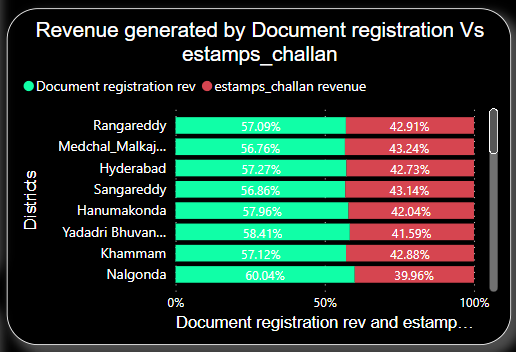 Revenue generated by Document registration Vs
estamps_challan
Document registration rev estamps_challan revenue
Districts
Rangareddy 57.09% 42.91%
Medchal_Malkaj... 56.76% 43.24%
Hyderabad 57.27% 42.73%
Sangareddy 56.86% 43.14%
Hanumakonda 57.96% 42.04%
Yadadri Bhuvan... 58.41% 41.59%
Khammam 57.12% 42.88%
Nalgonda 60.04% 39.96%
0% 50% 100%
Document registration rev and estamp...